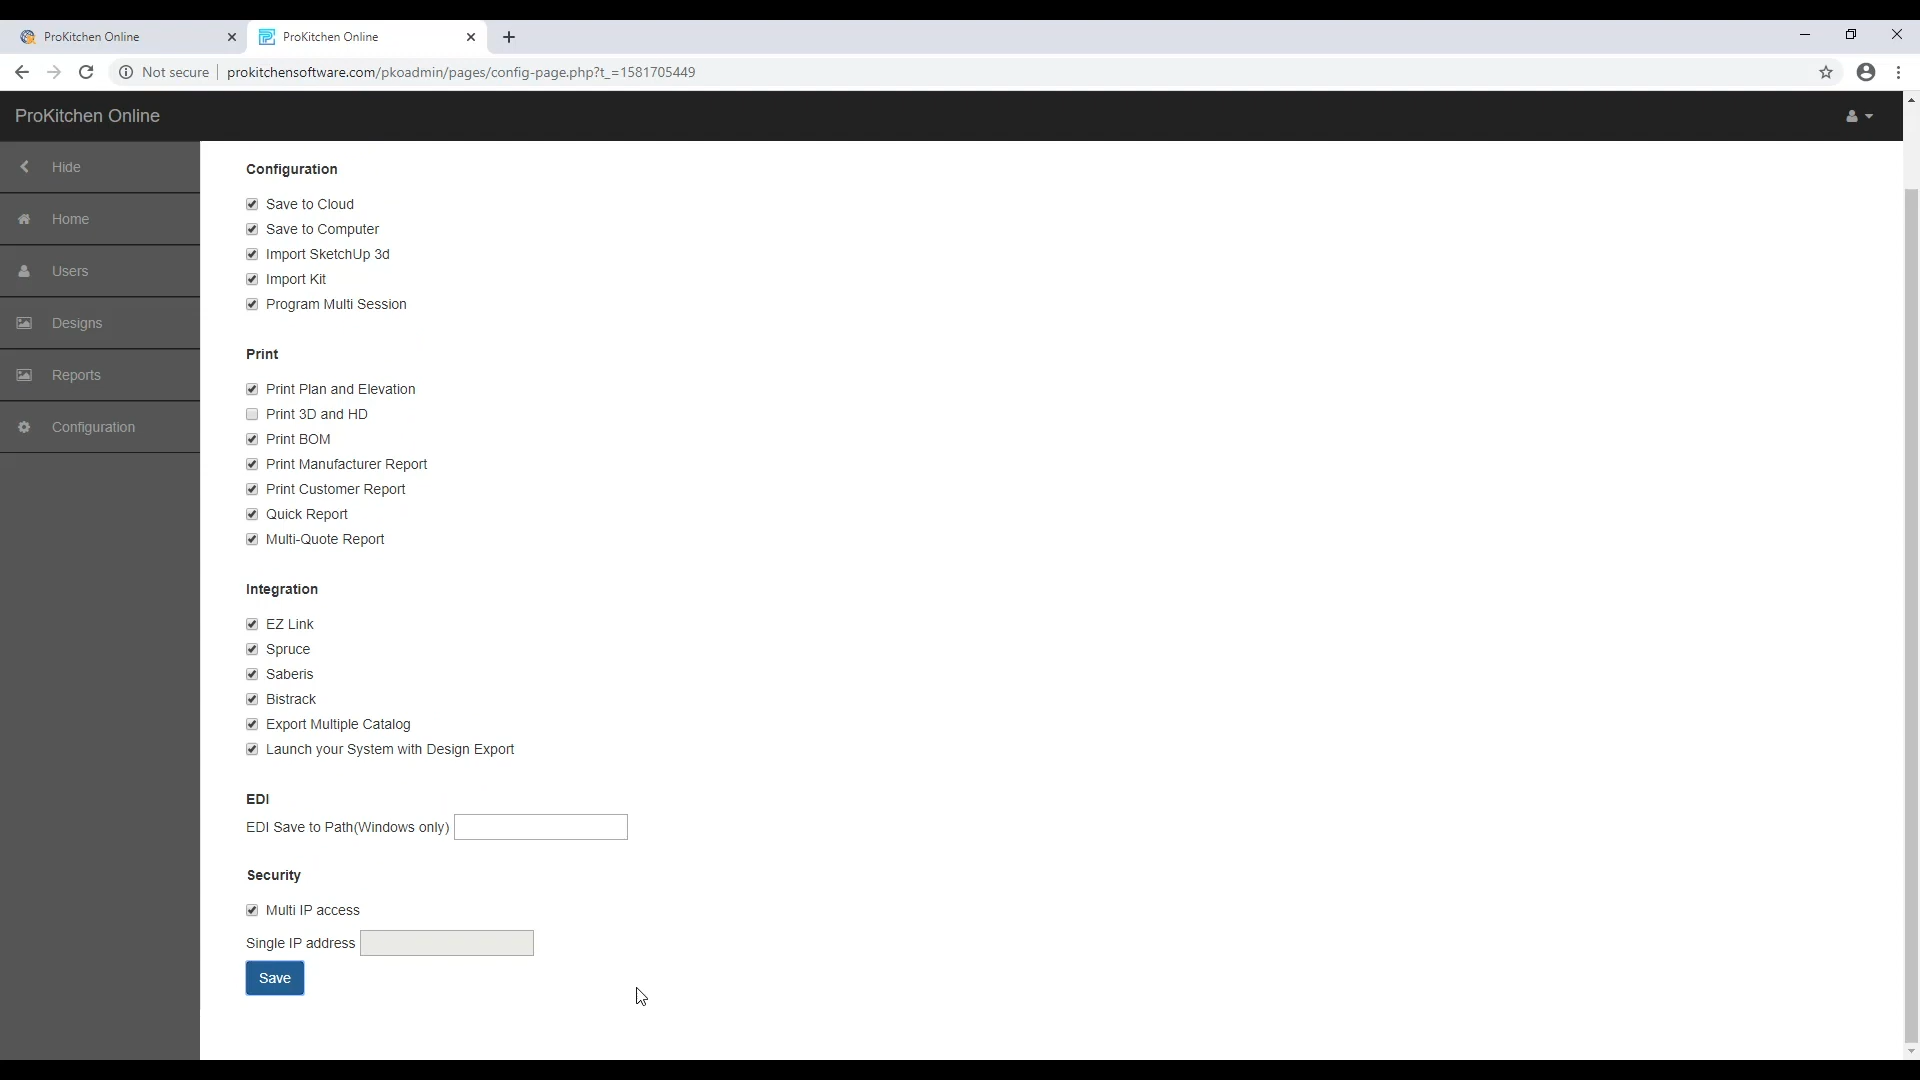 ProKitchen Online
ProKitchen Online
Not secure
prokitchensoftware.com/pkoadmin/pages/config-page.php?t_=1581705449
ProKitchen Online
Hide
Home
Users
Designs
Reports
Configuration
Configuration
Save to Cloud
Save to Computer
Import SketchUp 3d
Import Kit
Program Multi Session
Print
Print Plan and Elevation
Print 3D and HD
Print BOM
Print Manufacturer Report
Print Customer Report
Quick Report
Multi-Quote Report
Integration
EZ Link
Spruce
Saberis
Bistrack
Export Multiple Catalog
Launch your System with Design Export
EDI
EDI Save to Path(Windows only)
Security
Multi IP access
Single IP address
Save